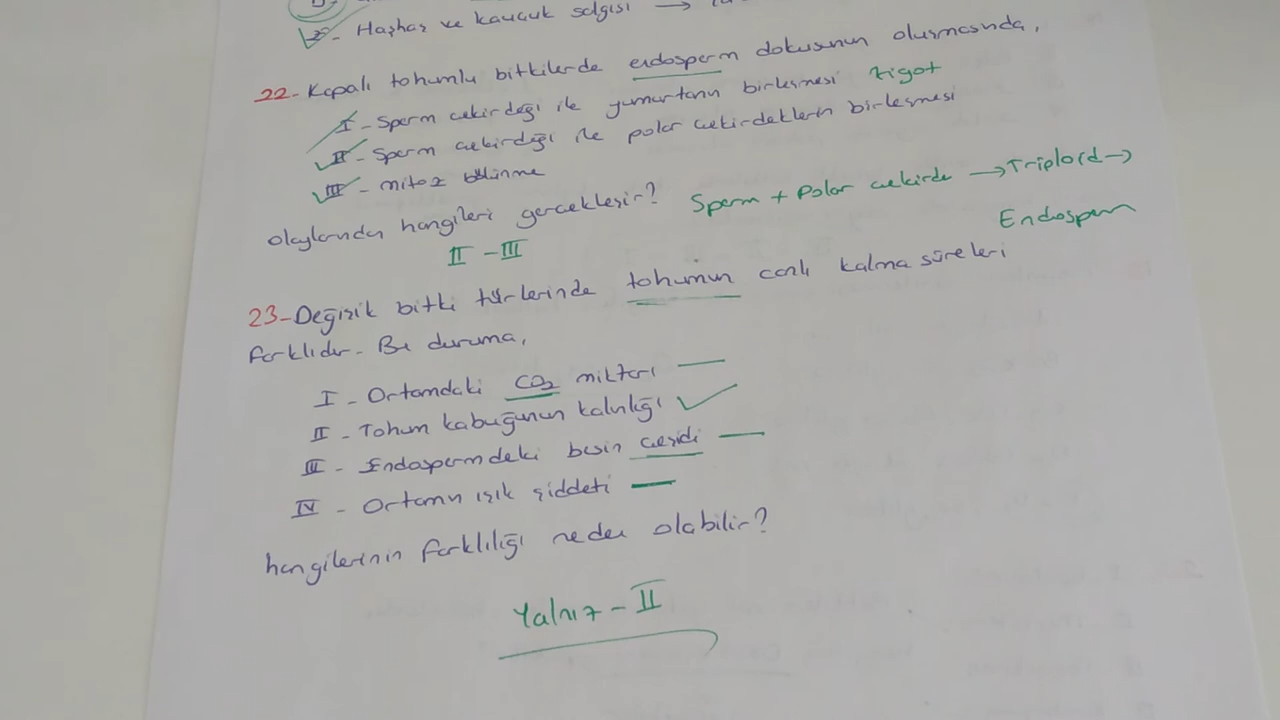 Haşhaş ve kauçuk salgısı →
22-Kapalı tohumlu bitkilerde endosperm dokusunun oluşmasında,
I-Sperm çekirdeği ile yumurtanın birleşmesi Zigot
II-Sperm çekirdeği ile polar çekirdeklerin birleşmesi
III-mitoz bölünme
olaylarından hangileri gerçekleşir? Sperm + Polar çekirde → Triploid →
Endosperm
II - III
23-Değişik bitki türlerinde tohumun canlı kalma süreleri
farklıdır. Bu duruma,
I - Ortamdaki CO2 miktarı —
II - Tohum kabuğunun kalınlığı ✓
III - Endospermdeki besin çeşidi —
IV - Ortamın ışık şiddeti —
hangilerinin farklılığı neden olabilir?
Yalnız - II